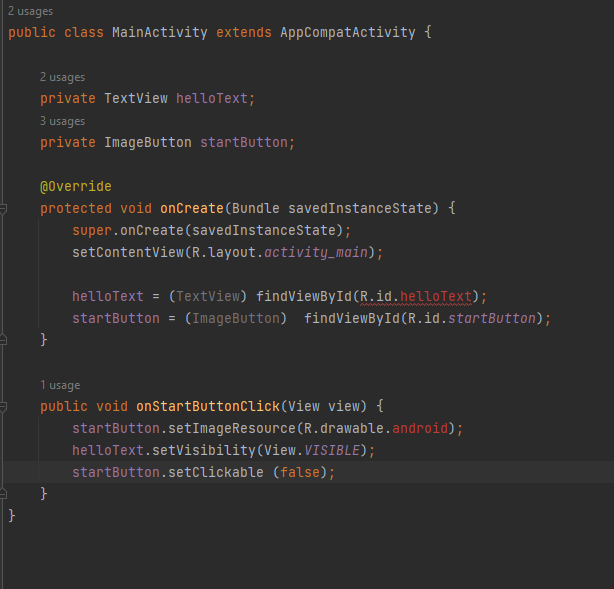 2 usages
public class MainActivity extends AppCompatActivity {
2 usages
private TextView helloText;
3 usages
private ImageButton startButton;
@Override
protected void onCreate(Bundle savedInstanceState) {
super.onCreate(savedInstanceState);
setContentView(R.layout.activity_main);
helloText = (TextView) findViewById(R.id.helloText);
startButton = (ImageButton)  findViewById(R.id.startButton);
}
1 usage
public void onStartButtonClick(View view) {
startButton.setImageResource(R.drawable.android);
helloText.setVisibility(View.VISIBLE);
startButton.setClickable (false);
}
}